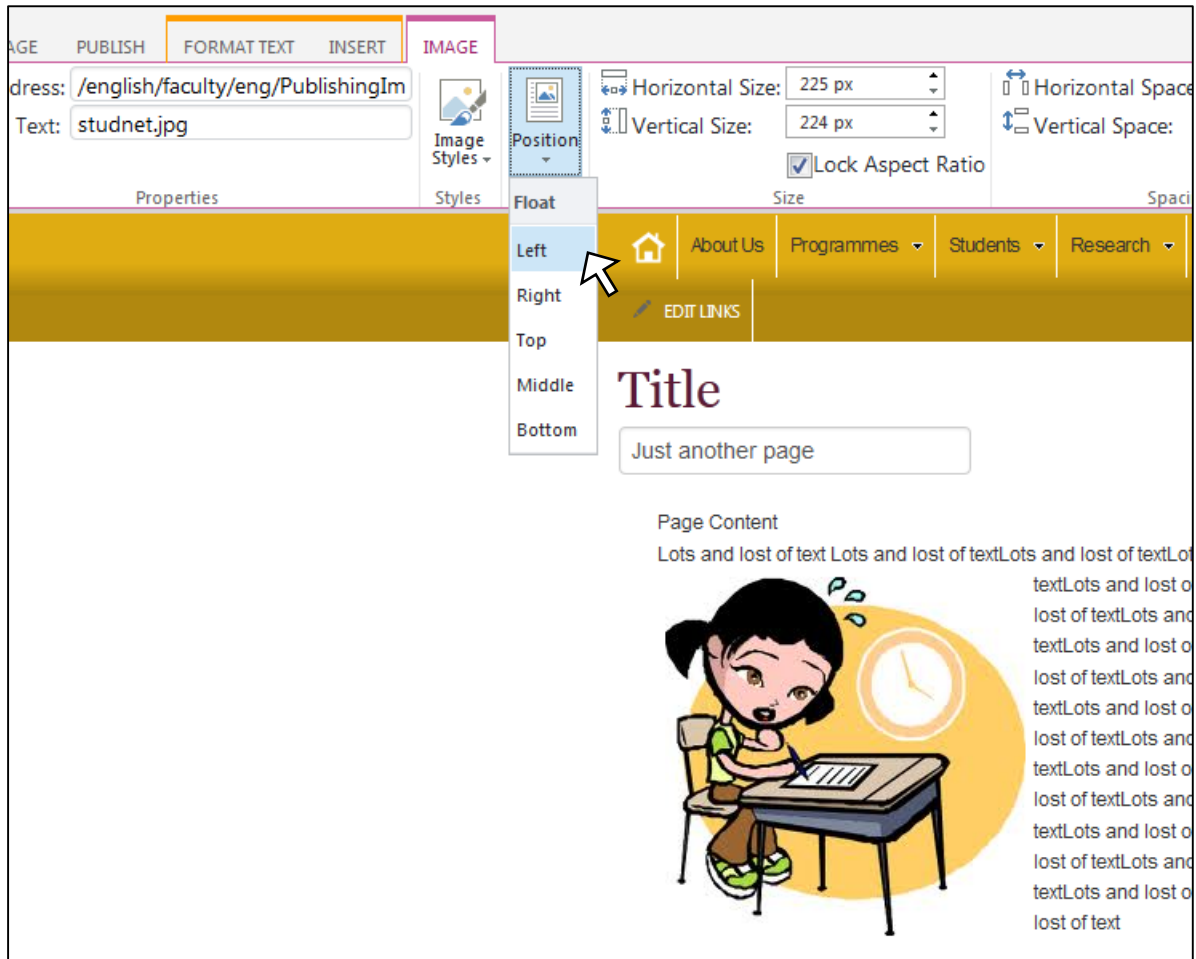 AGE PUBLISH FORMAT TEXT INSERT IMAGE
dress: /english/faculty/eng/PublishingIm
Text: studnet.jpg
Image Styles
Position
Horizontal Size: 225 px
Vertical Size: 224 px
Lock Aspect Ratio
Horizontal Space
Vertical Space:
Properties Styles Size Spaci
Float
Left
Right
Top
Middle
Bottom
About Us Programmes Students Research
EDIT LINKS
Title
Just another page
Page Content
Lots and lost of text Lots and lost of textLots and lost of textLot
textLots and lost o
lost of textLots and
textLots and lost o
lost of textLots and
textLots and lost o
lost of textLots and
textLots and lost o
lost of textLots and
textLots and lost o
lost of textLots and
textLots and lost o
lost of text